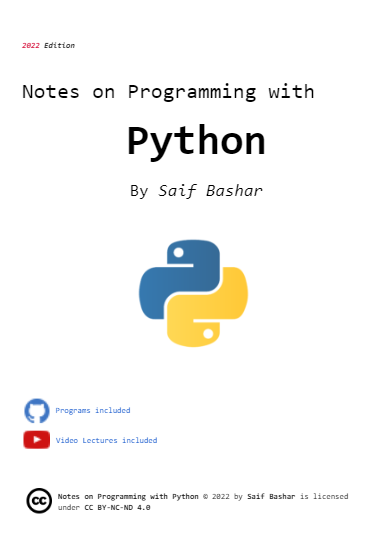 2022 Edition
Notes on Programming with
Python
By Saif Bashar
Programs included
Video Lectures included
cc
Notes on Programming with Python © 2022 by Saif Bashar is licensed
under CC BY-NC-ND 4.0